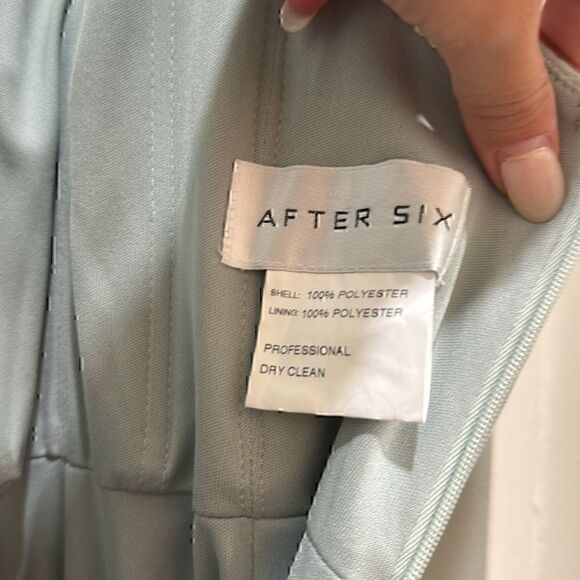 AFTER SIX
SHELL: 100% POLYESTER
LINING: 100% POLYESTER
PROFESSIONAL
DRY CLEAN